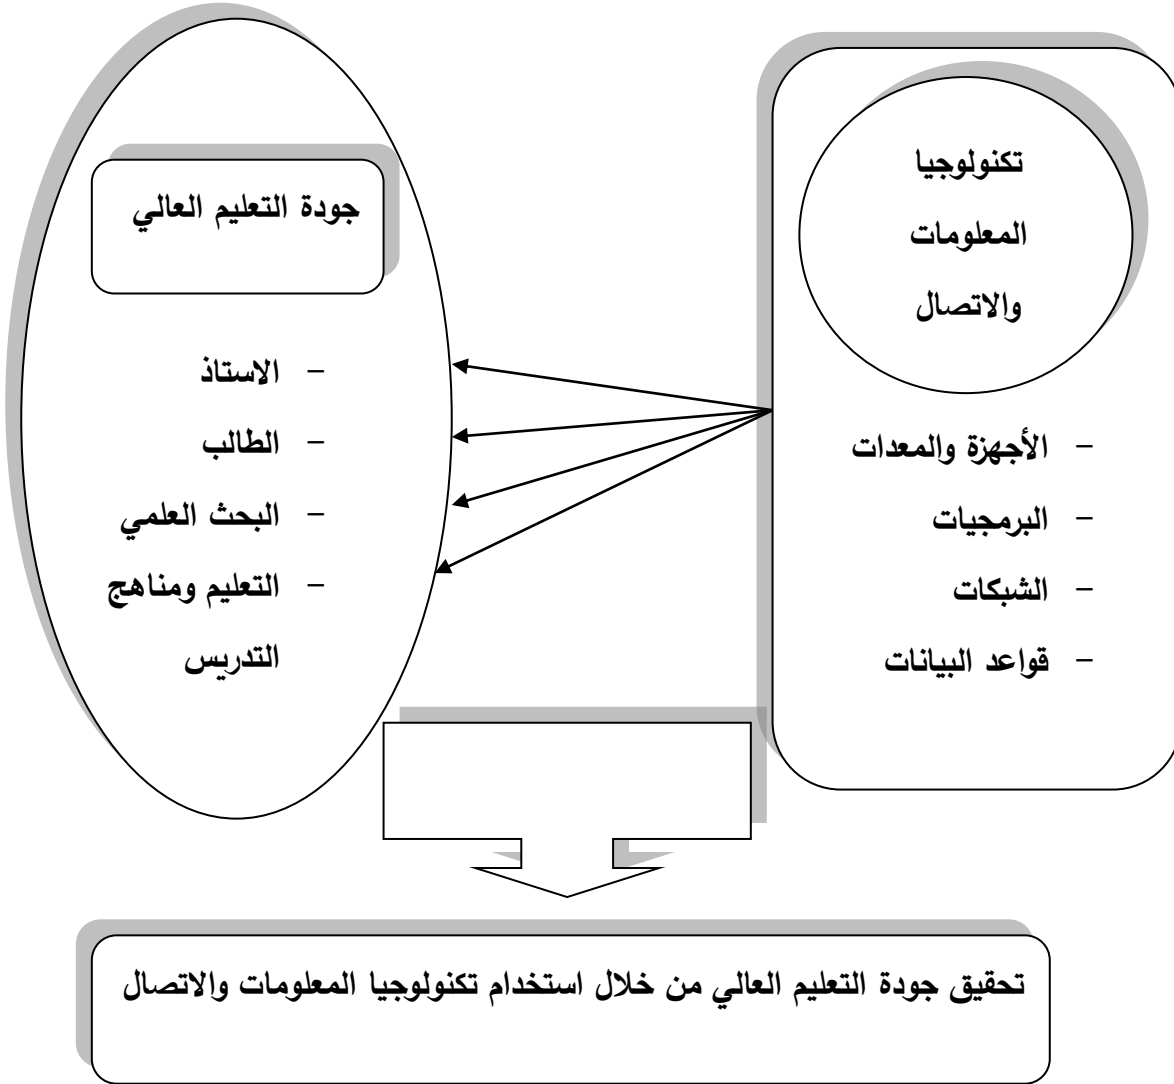 تكنولوجيا
المعلومات
والاتصال
- الأجهزة والمعدات
- البرمجيات
- الشبكات
- قواعد البيانات
جودة التعليم العالي
- الاستاذ
- الطالب
- البحث العلمي
- التعليم ومناهج
التدريس
تحقيق جودة التعليم العالي من خلال استخدام تكنولوجيا المعلومات والاتصال